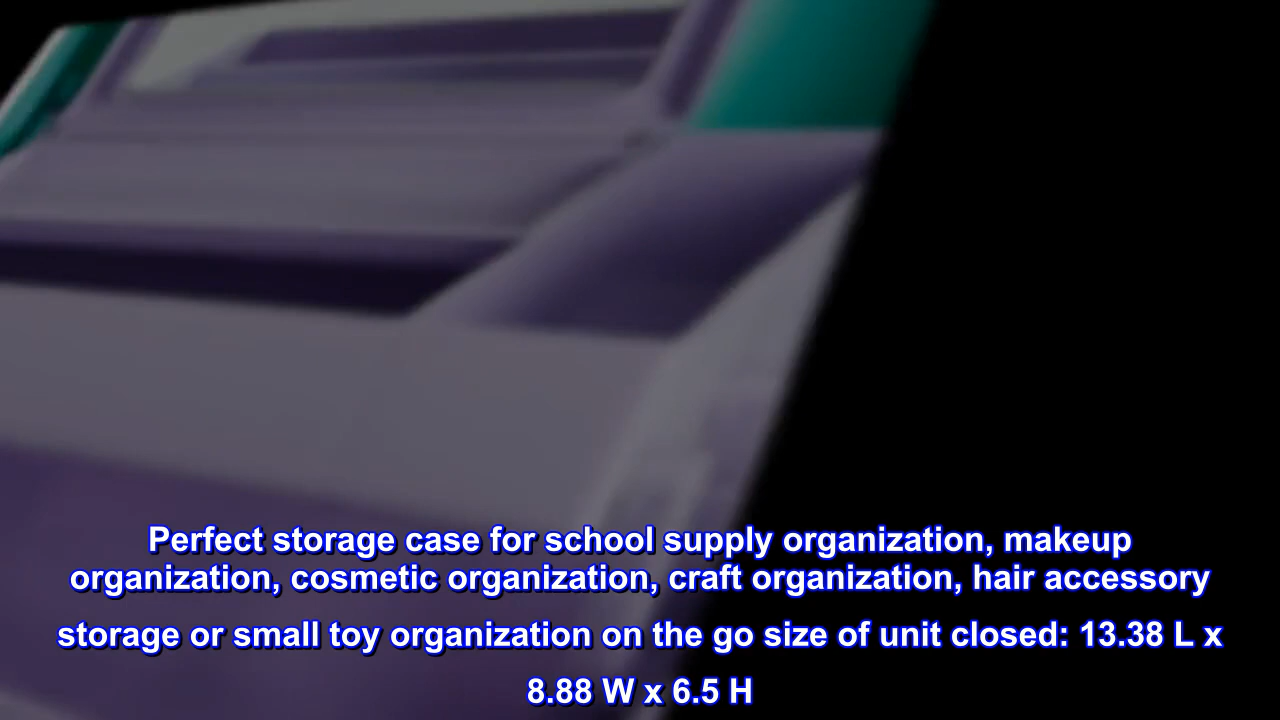 Perfect storage case for school supply organization, makeup
organization, cosmetic organization, craft organization, hair accessory
storage or small toy organization on the go size of unit closed: 13.38 L x
8.88 W x 6.5 H